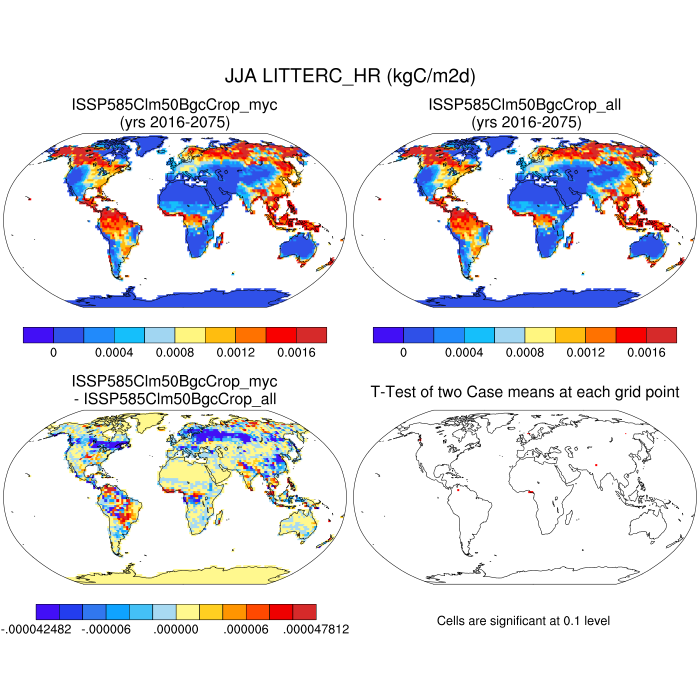 JJA LITTERC_HR (kgC/m2d)
ISSP585Clm50BgcCrop_myc
(yrs 2016-2075)
ISSP585Clm50BgcCrop_all
(yrs 2016-2075)
0 0.0004 0.0008 0.0012 0.0016
0 0.0004 0.0008 0.0012 0.0016
ISSP585Clm50BgcCrop_myc
- ISSP585Clm50BgcCrop_all
T-Test of two Case means at each grid point
-.000042482 -.000006 .000000 .000006 .000047812
Cells are significant at 0.1 level